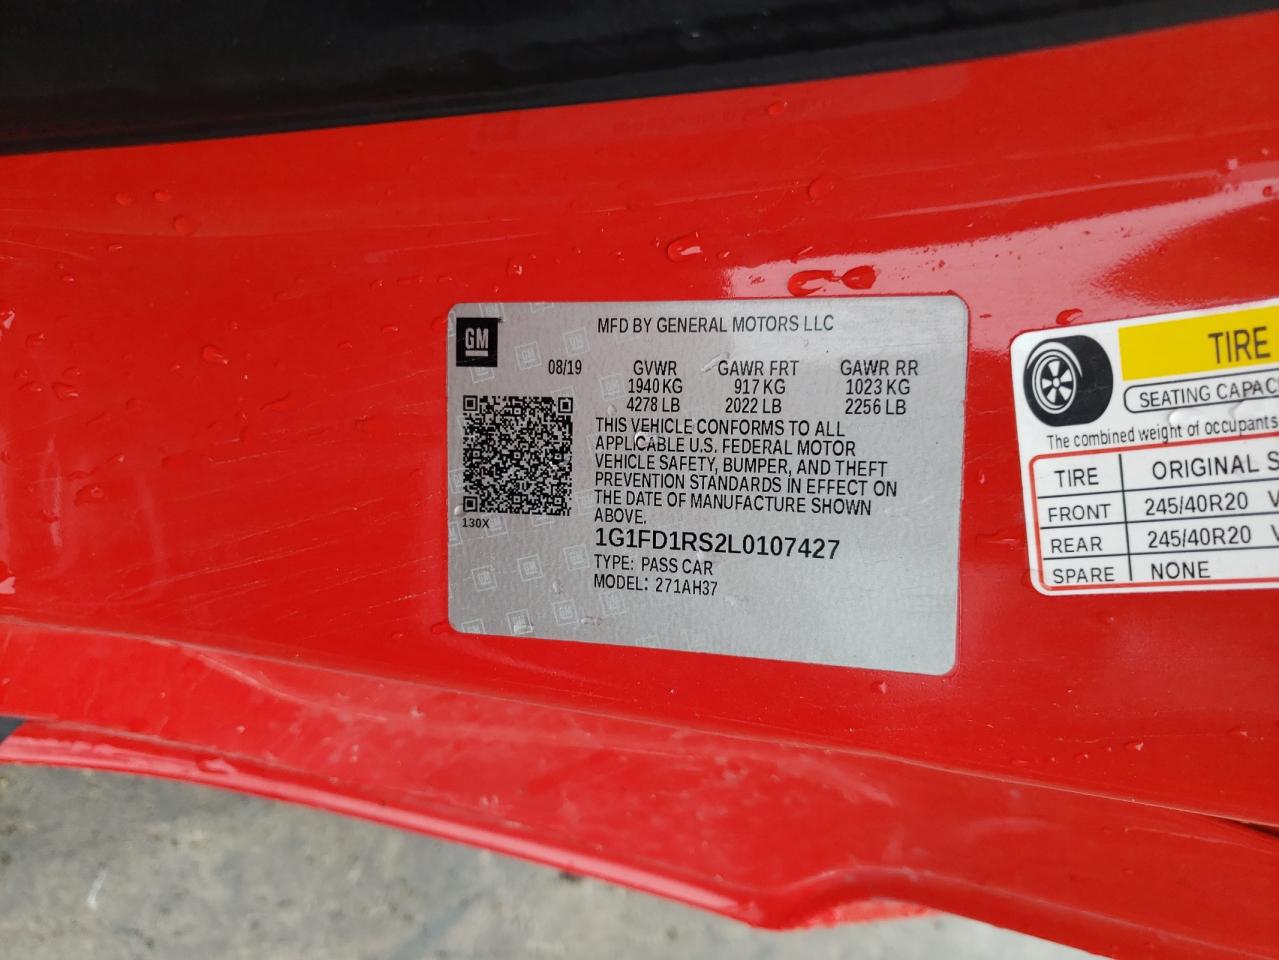 GM
MFD BY GENERAL MOTORS LLC
08/19 GVWR GAWR FRT GAWR RR
1940 KG 917 KG 1023 KG
4278 LB 2022 LB 2256 LB
THIS VEHICLE CONFORMS TO ALL
APPLICABLE U.S. FEDERAL MOTOR
VEHICLE SAFETY, BUMPER, AND THEFT
PREVENTION STANDARDS IN EFFECT ON
THE DATE OF MANUFACTURE SHOWN
ABOVE.
130X
1G1FD1RS2L0107427
TYPE: PASS CAR
MODEL: 271AH37
TIRE
SEATING CAPAC
The combined weight of occupants
TIRE ORIGINAL S
FRONT 245/40R20 V
REAR 245/40R20 V
SPARE NONE